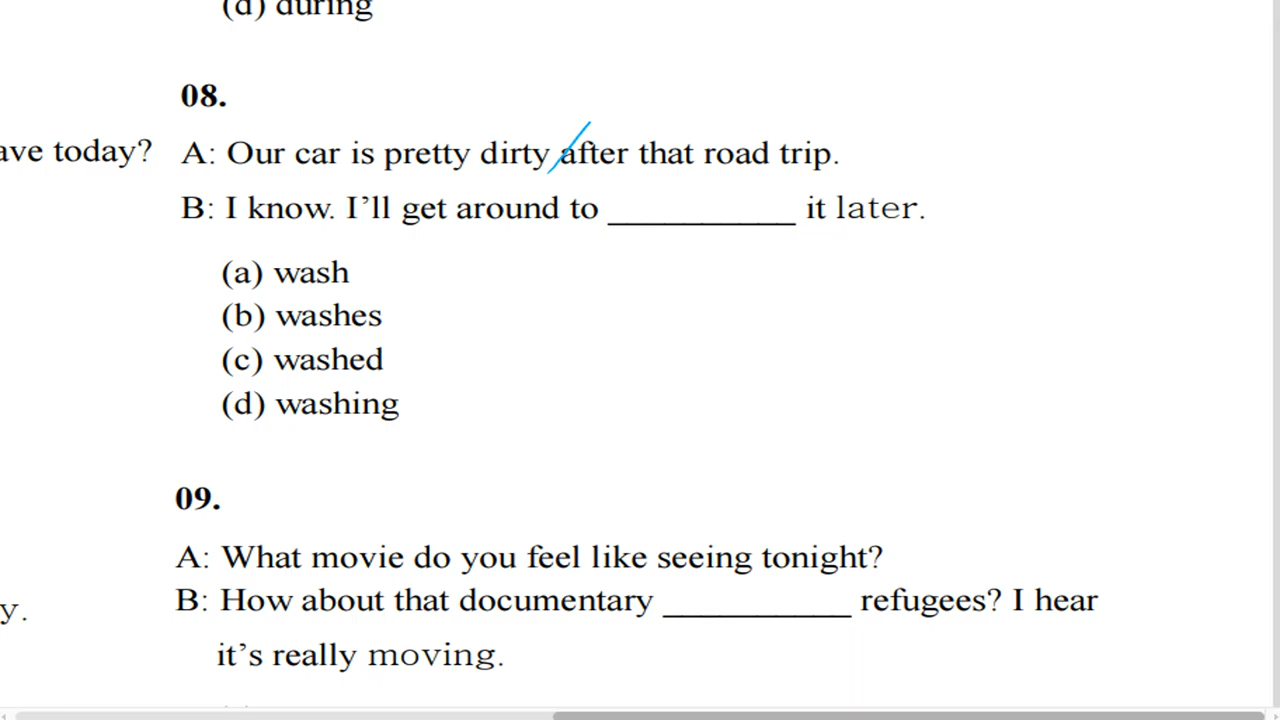 (d) during
08.
ave today?
A: Our car is pretty dirty after that road trip.
B: I know. I'll get around to __________ it later.
(a) wash
(b) washes
(c) washed
(d) washing
09.
A: What movie do you feel like seeing tonight?
B: How about that documentary __________ refugees? I hear
y.
it's really moving.